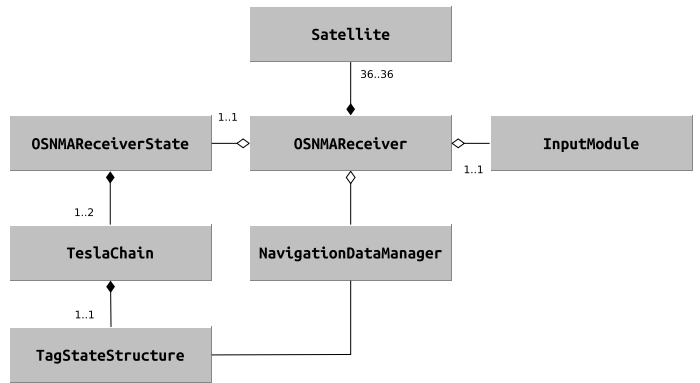 Satellite
36..36
1..1
OSNMAReceiverState
OSNMAReceiver
InputModule
1..1
1..2
TeslaChain
NavigationDataManager
1..1
TagStateStructure